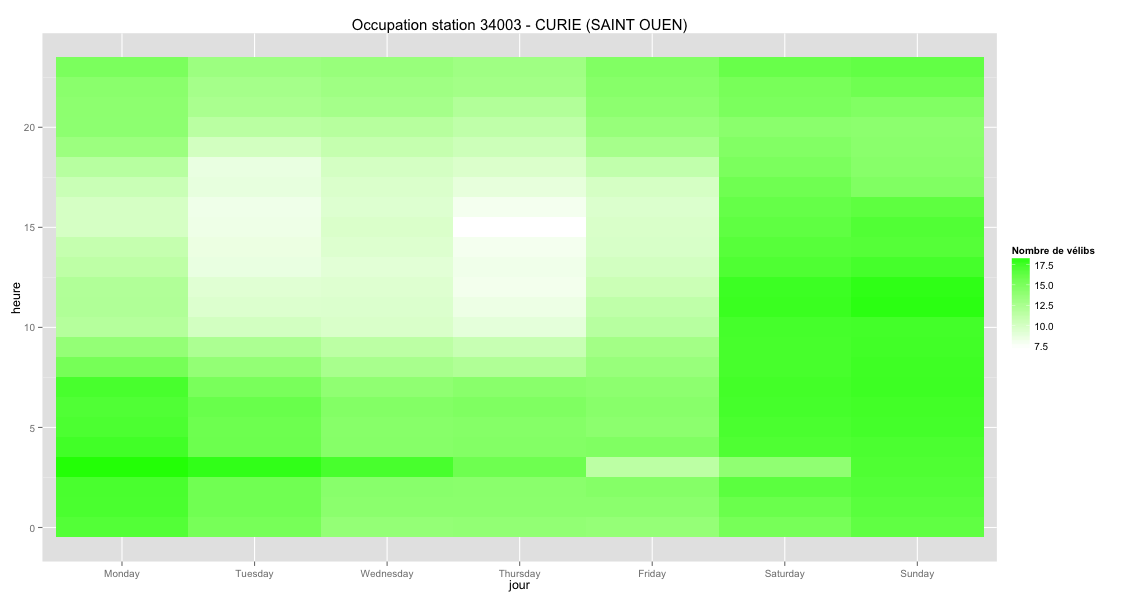 Occupation station 34003 - CURIE (SAINT OUEN)
heure
20
15
10
5
0
Monday Tuesday Wednesday Thursday Friday Saturday Sunday
jour
Nombre de vélibs
17.5
15.0
12.5
10.0
7.5